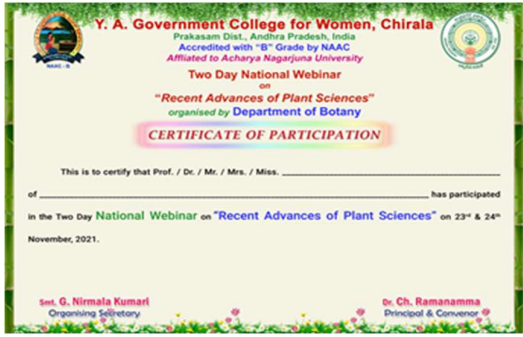 Y. A. Government College for Women, Chirala
Prakasam Dist., Andhra Pradesh, India
Accredited with "B" Grade by NAAC
Affliated to Acharya Nagarjuna University
NAAC - B
Two Day National Webinar
on
"Recent Advances of Plant Sciences"
organised by Department of Botany
CERTIFICATE OF PARTICIPATION
This is to certify that Prof. / Dr. / Mr. / Mrs. / Miss.
of has participated
in the Two Day National Webinar on "Recent Advances of Plant Sciences" on 23rd & 24th
November, 2021.
Smt. G. Nirmala Kumari
Organising Secretary
Dr. Ch. Ramanamma
Principal & Convenor